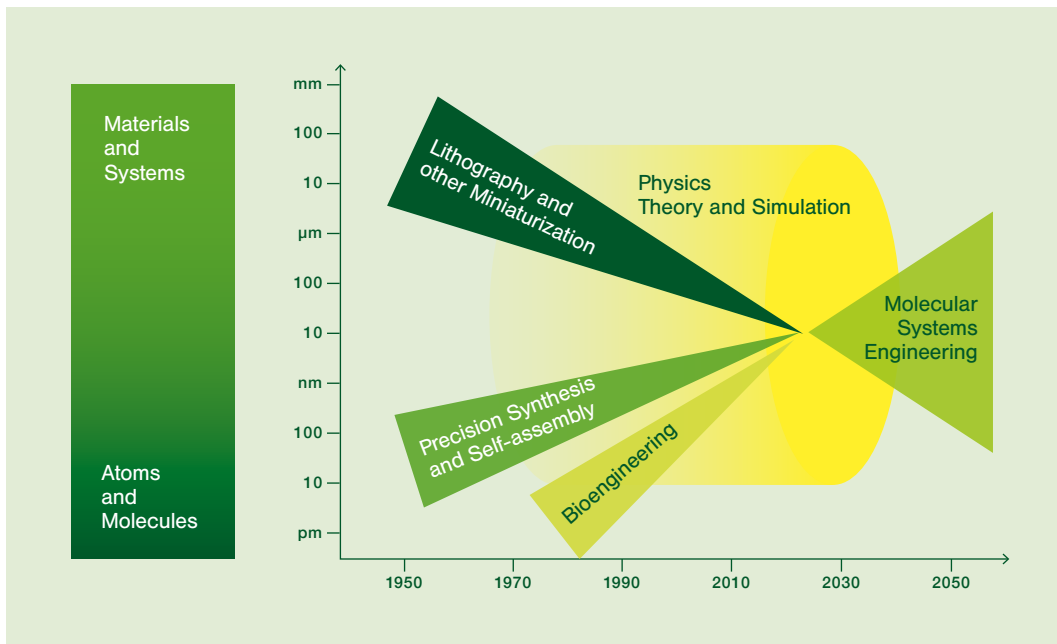 Materials
and
Systems
Atoms
and
Molecules
mm
100
10
µm
100
10
nm
100
10
pm
Lithography and
other Miniaturization
Physics
Theory and Simulation
Precision Synthesis
and Self-assembly
Bioengineering
Molecular
Systems
Engineering
1950
1970
1990
2010
2030
2050